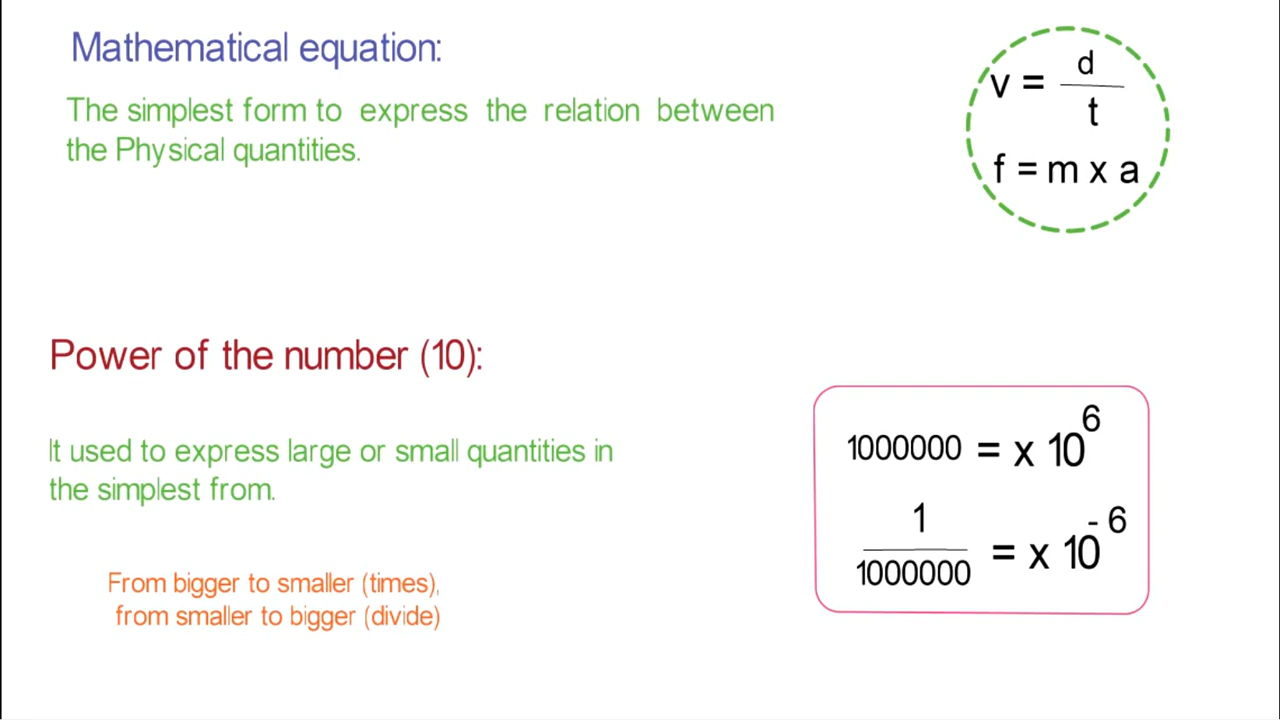 Mathematical equation:
The simplest form to express the relation between
the Physical quantities.
v = d
t
f = m x a
Power of the number (10):
It used to express large or small quantities in
the simplest from.
From bigger to smaller (times),
from smaller to bigger (divide)
1000000 = x 10⁶
1
1000000 = x 10⁻⁶